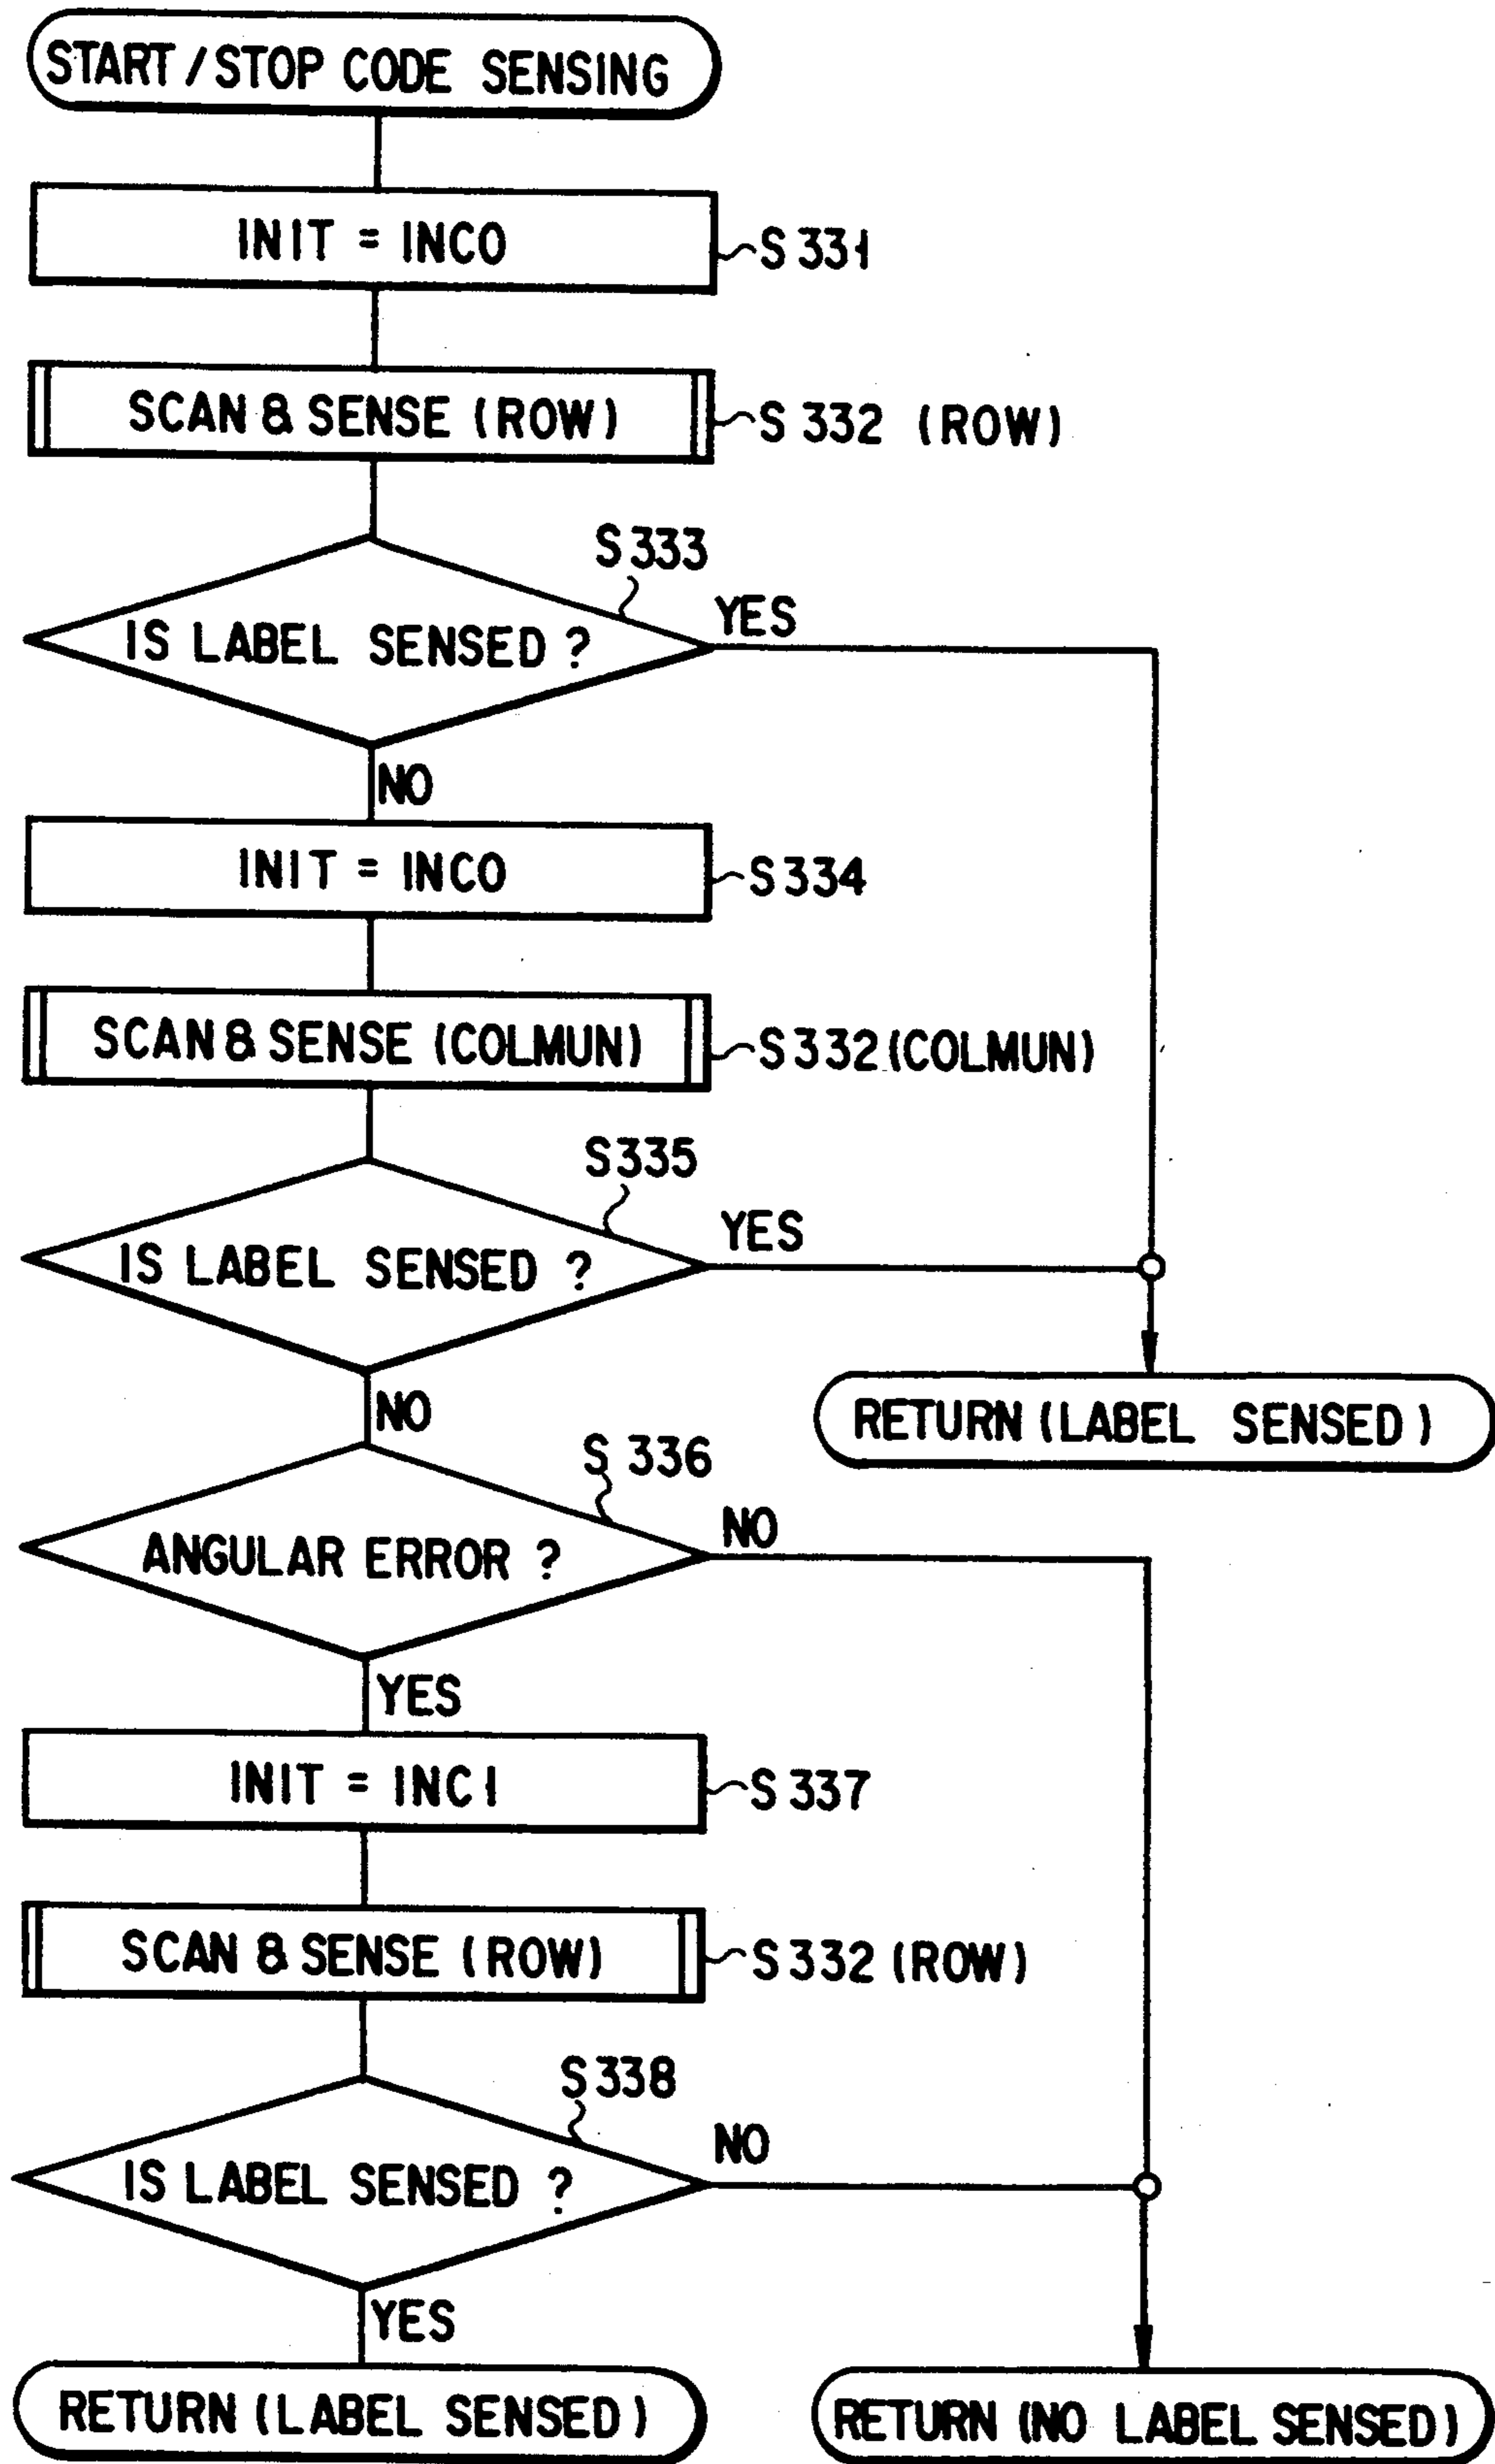 START/STOP CODE SENSING
INIT = INC0
S331
SCAN & SENSE (ROW)
S332 (ROW)
S333
IS LABEL SENSED ?
YES
NO
INIT = INC0
S334
SCAN & SENSE (COLMUN)
S332 (COLMUN)
S335
IS LABEL SENSED ?
YES
NO
RETURN (LABEL SENSED)
S336
ANGULAR ERROR ?
NO
YES
INIT = INC1
S337
SCAN & SENSE (ROW)
S332 (ROW)
S338
IS LABEL SENSED ?
NO
YES
RETURN (LABEL SENSED)
RETURN (NO LABEL SENSED)